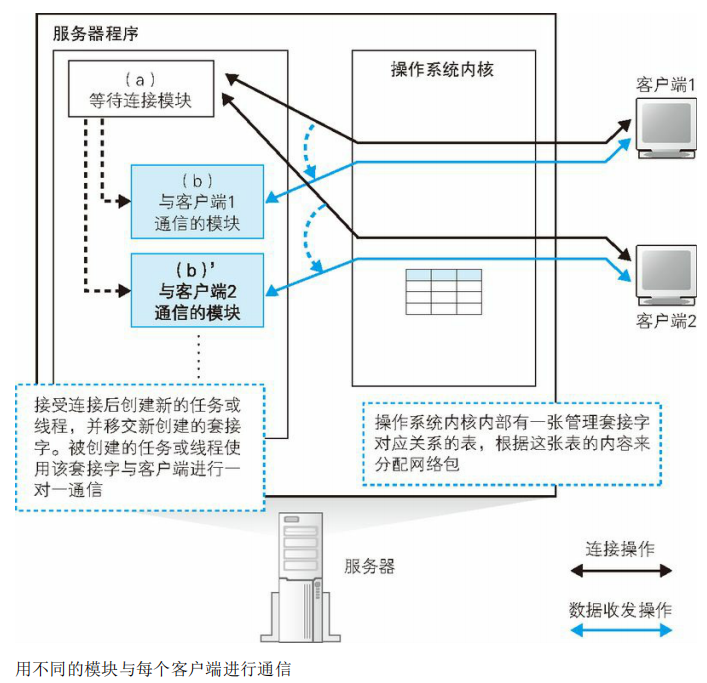 服务器程序
(a)
等待连接模块
操作系统内核
客户端1
(b)
与客户端1
通信的模块
(b)’
与客户端2
通信的模块
客户端2
接受连接后创建新的任务或
线程，并移交新创建的套接
字。被创建的任务或线程使
用该套接字与客户端进行一
对一通信
操作系统内核内部有一张管理套接字
对应关系的表，根据这张表的内容来
分配网络包
服务器
连接操作
数据收发操作
用不同的模块与每个客户端进行通信